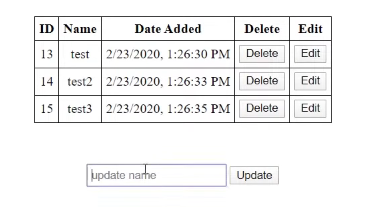 ID Name Date Added Delete Edit
13 test 2/23/2020, 1:26:30 PM Delete Edit
14 test2 2/23/2020, 1:26:33 PM Delete Edit
15 test3 2/23/2020, 1:26:35 PM Delete Edit
update name Update